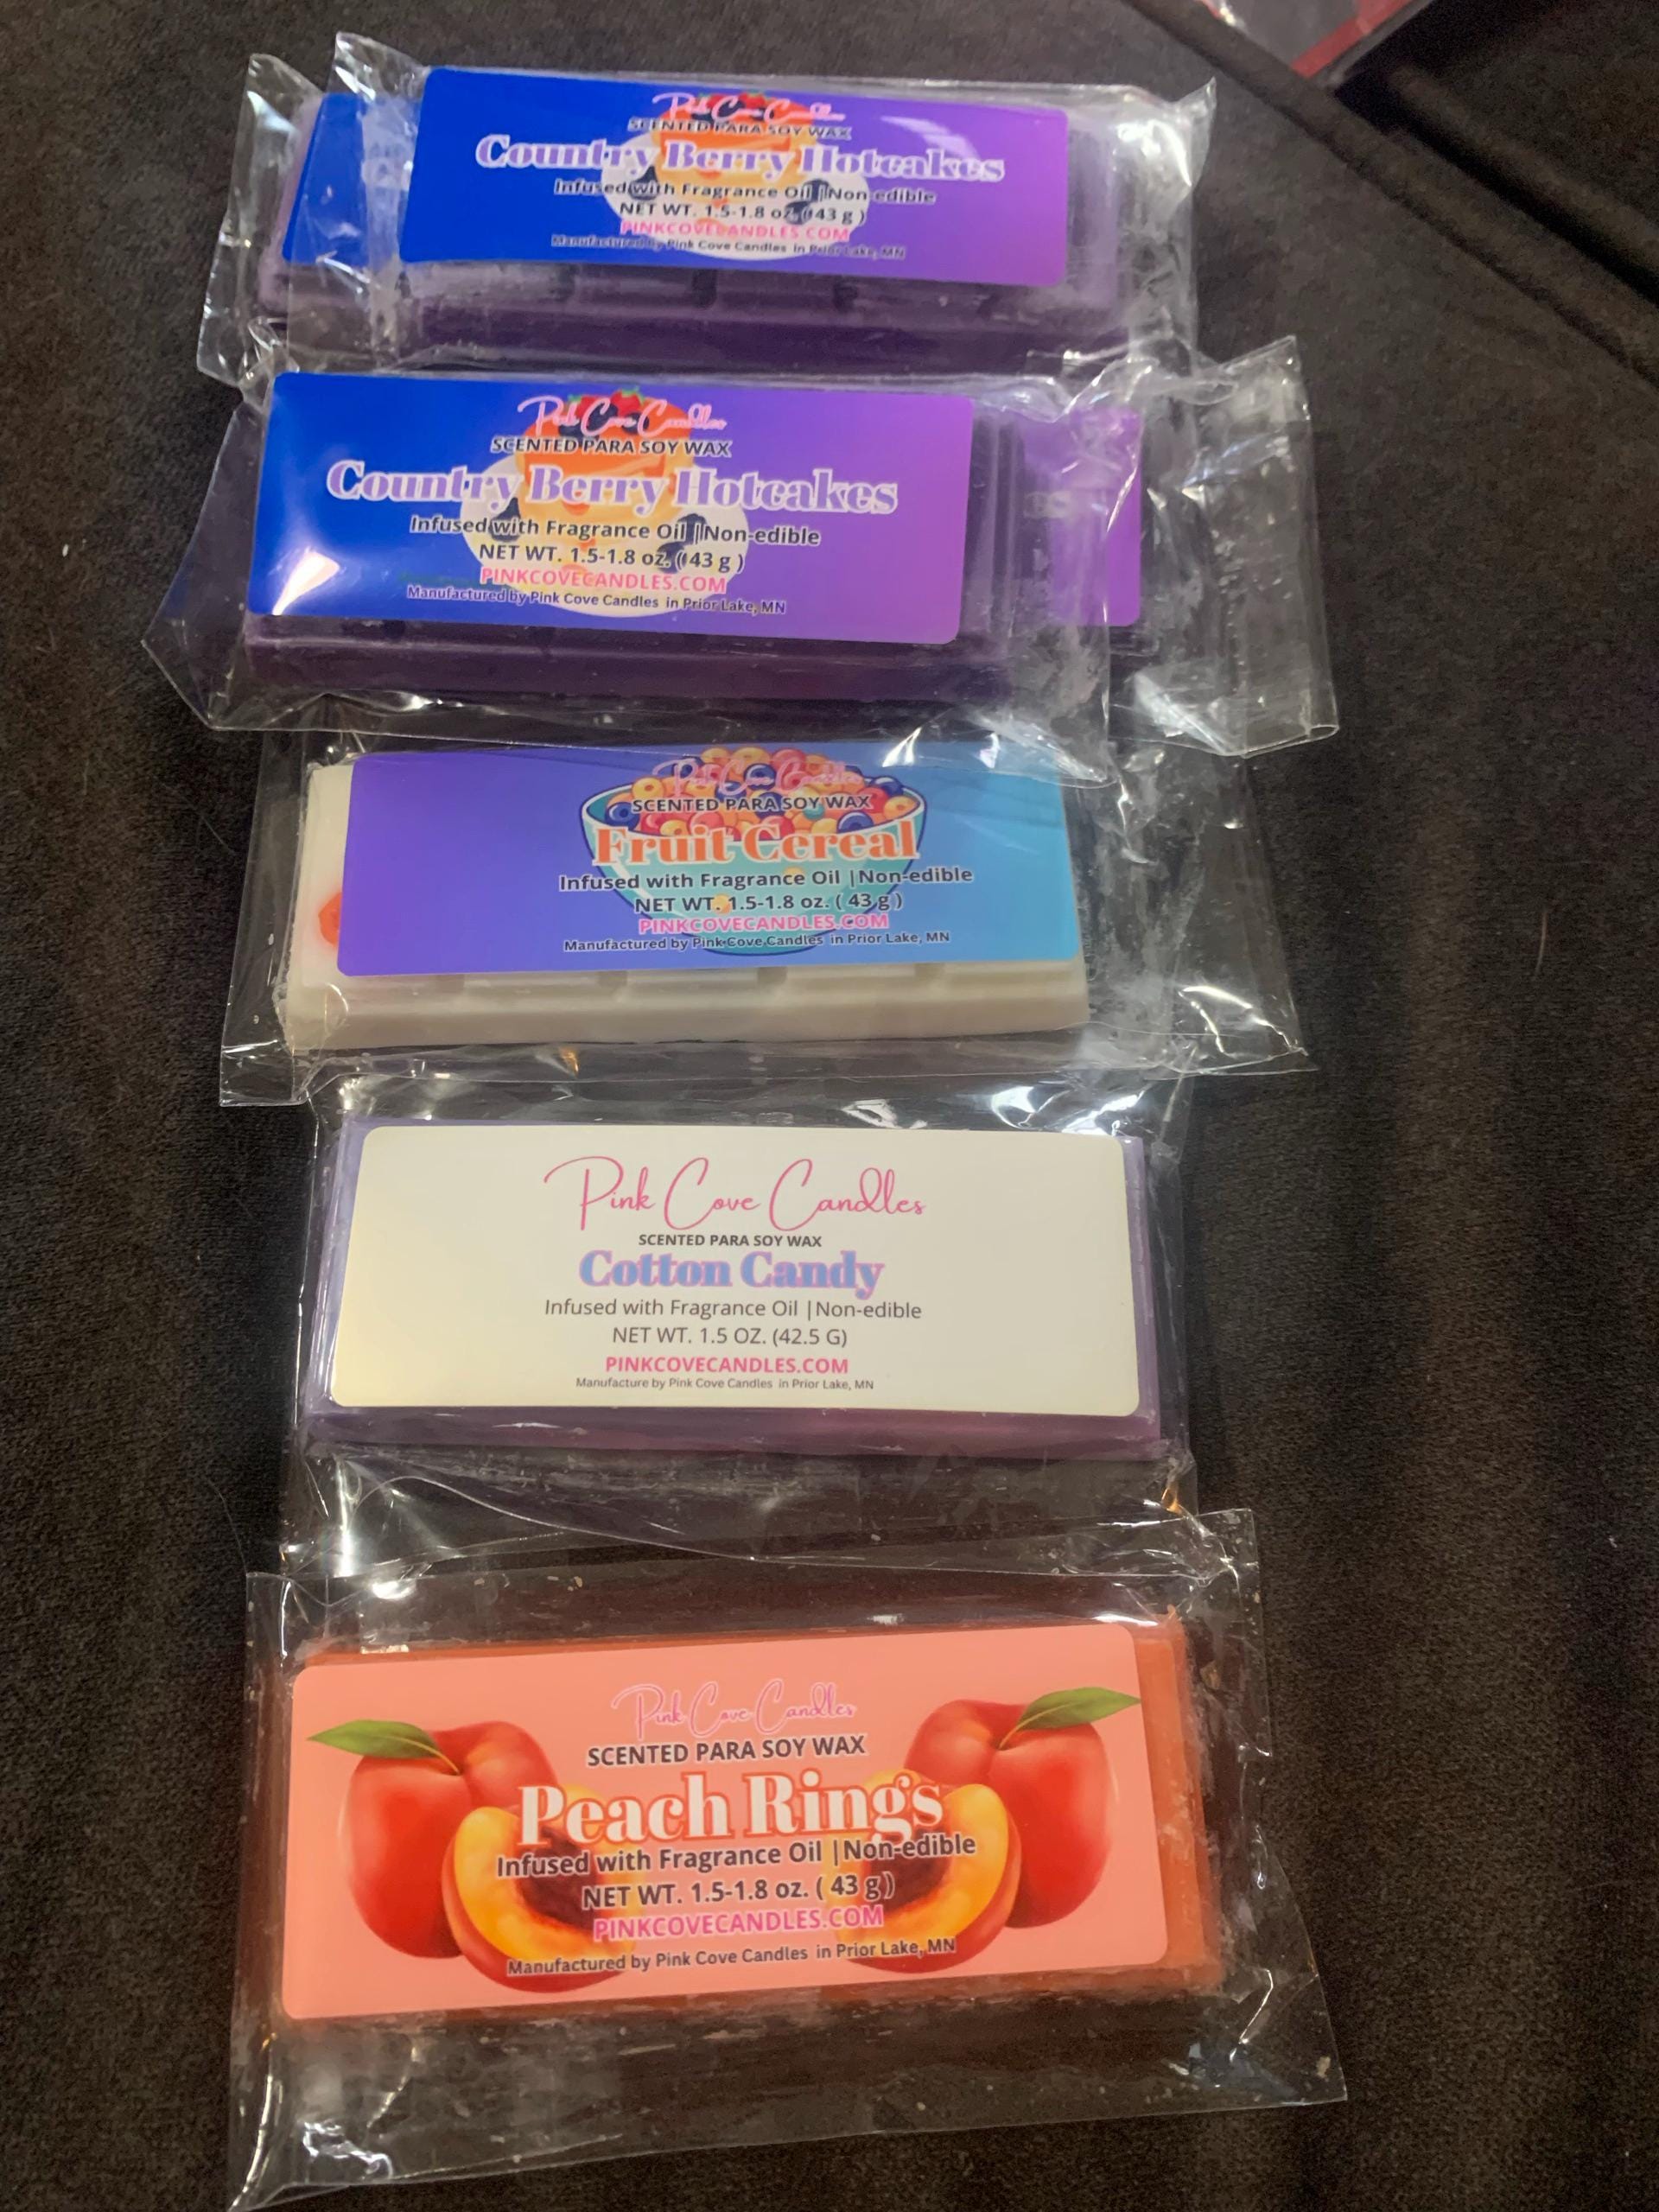 Pink Cove Candles
SCENTED PARA SOY WAX
Country Berry Hotcakes
Infused with Fragrance Oil | Non-edible
NET WT. 1.5-1.8 oz. ( 43 g )
PINKCOVECANDLES.COM
Manufactured by Pink Cove Candles in Prior Lake, MN
Pink Cove Candles
SCENTED PARA SOY WAX
Country Berry Hotcakes
Infused with Fragrance Oil | Non-edible
NET WT. 1.5-1.8 oz. ( 43 g )
PINKCOVECANDLES.COM
Manufactured by Pink Cove Candles in Prior Lake, MN
es
Pink Cove Candles
SCENTED PARA SOY WAX
Fruit Cereal
Infused with Fragrance Oil | Non-edible
NET WT. 1.5-1.8 oz. ( 43 g )
PINKCOVECANDLES.COM
Manufactured by Pink Cove Candles in Prior Lake, MN
Pink Cove Candles
SCENTED PARA SOY WAX
Cotton Candy
Infused with Fragrance Oil | Non-edible
NET WT. 1.5 OZ. (42.5 G)
PINKCOVECANDLES.COM
Manufacture by Pink Cove Candles in Prior Lake, MN
Pink Cove Candles
SCENTED PARA SOY WAX
Peach Rings
Infused with Fragrance Oil | Non-edible
NET WT. 1.5-1.8 oz. ( 43 g )
PINKCOVECANDLES.COM
Manufactured by Pink Cove Candles in Prior Lake, MN